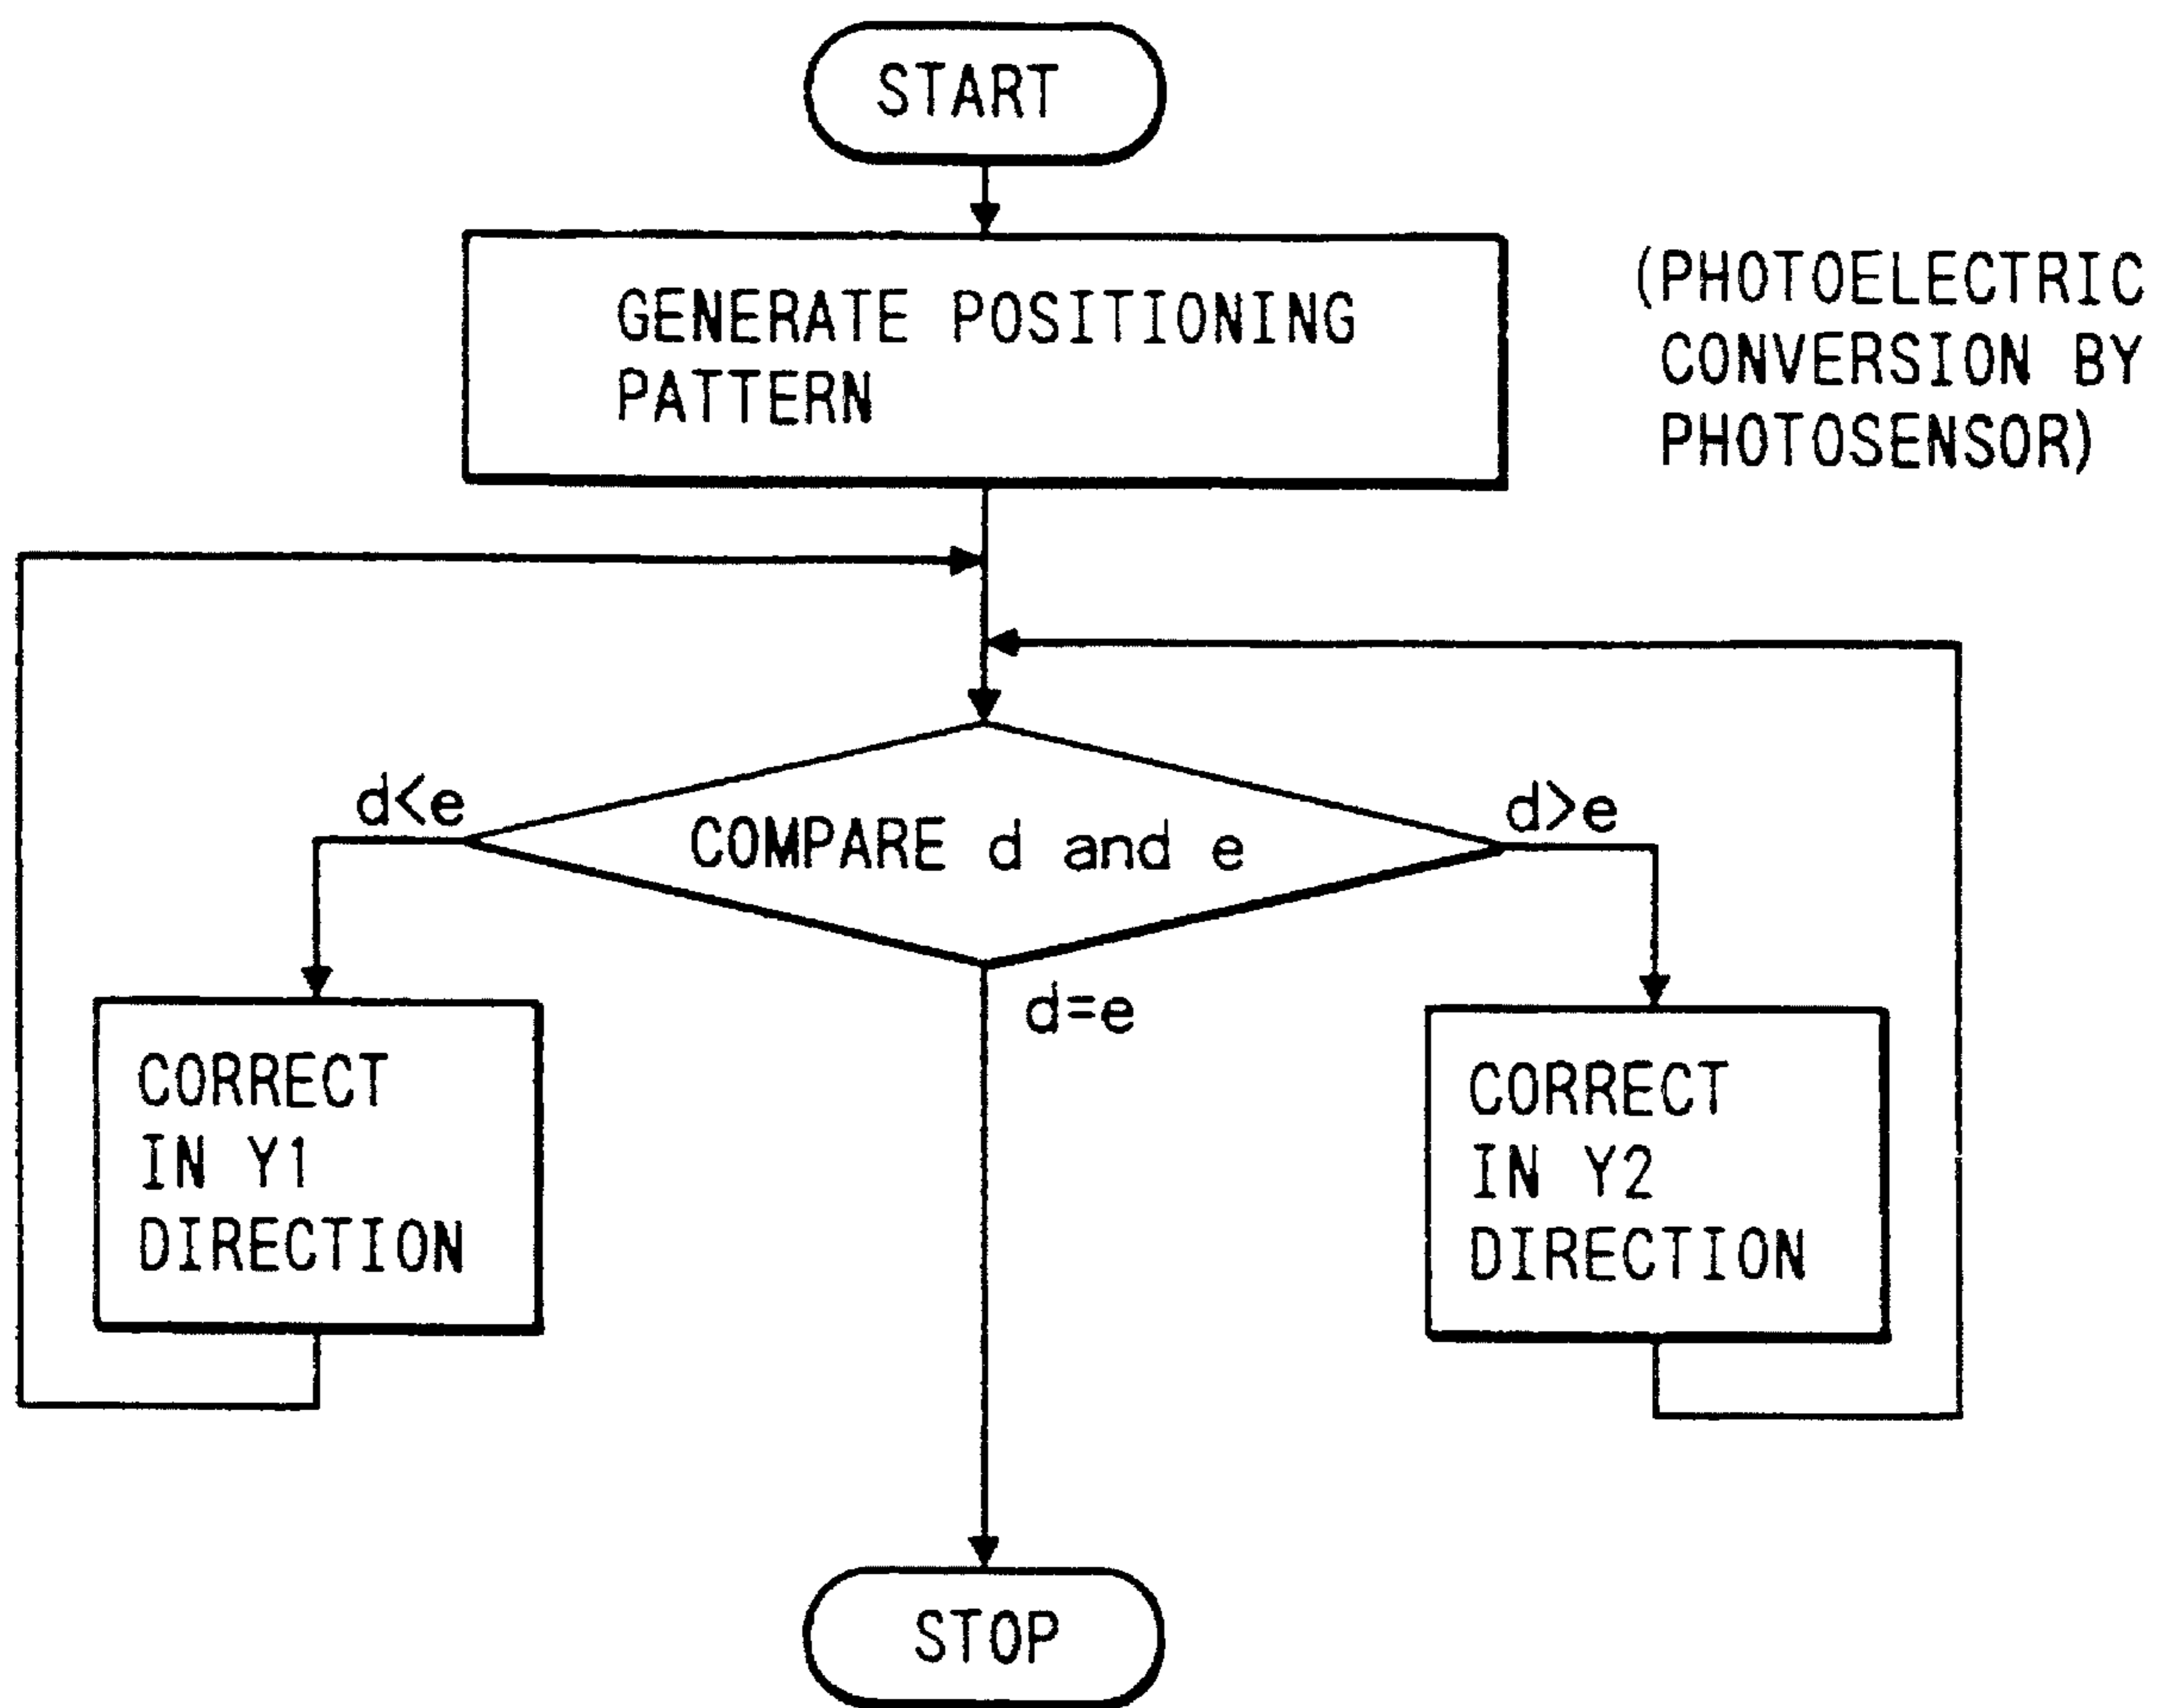 START
GENERATE POSITIONING
PATTERN
(PHOTOELECTRIC
CONVERSION BY
PHOTOSENSOR)
d<e
COMPARE d and e
d>e
d=e
CORRECT
IN Y1
DIRECTION
CORRECT
IN Y2
DIRECTION
STOP